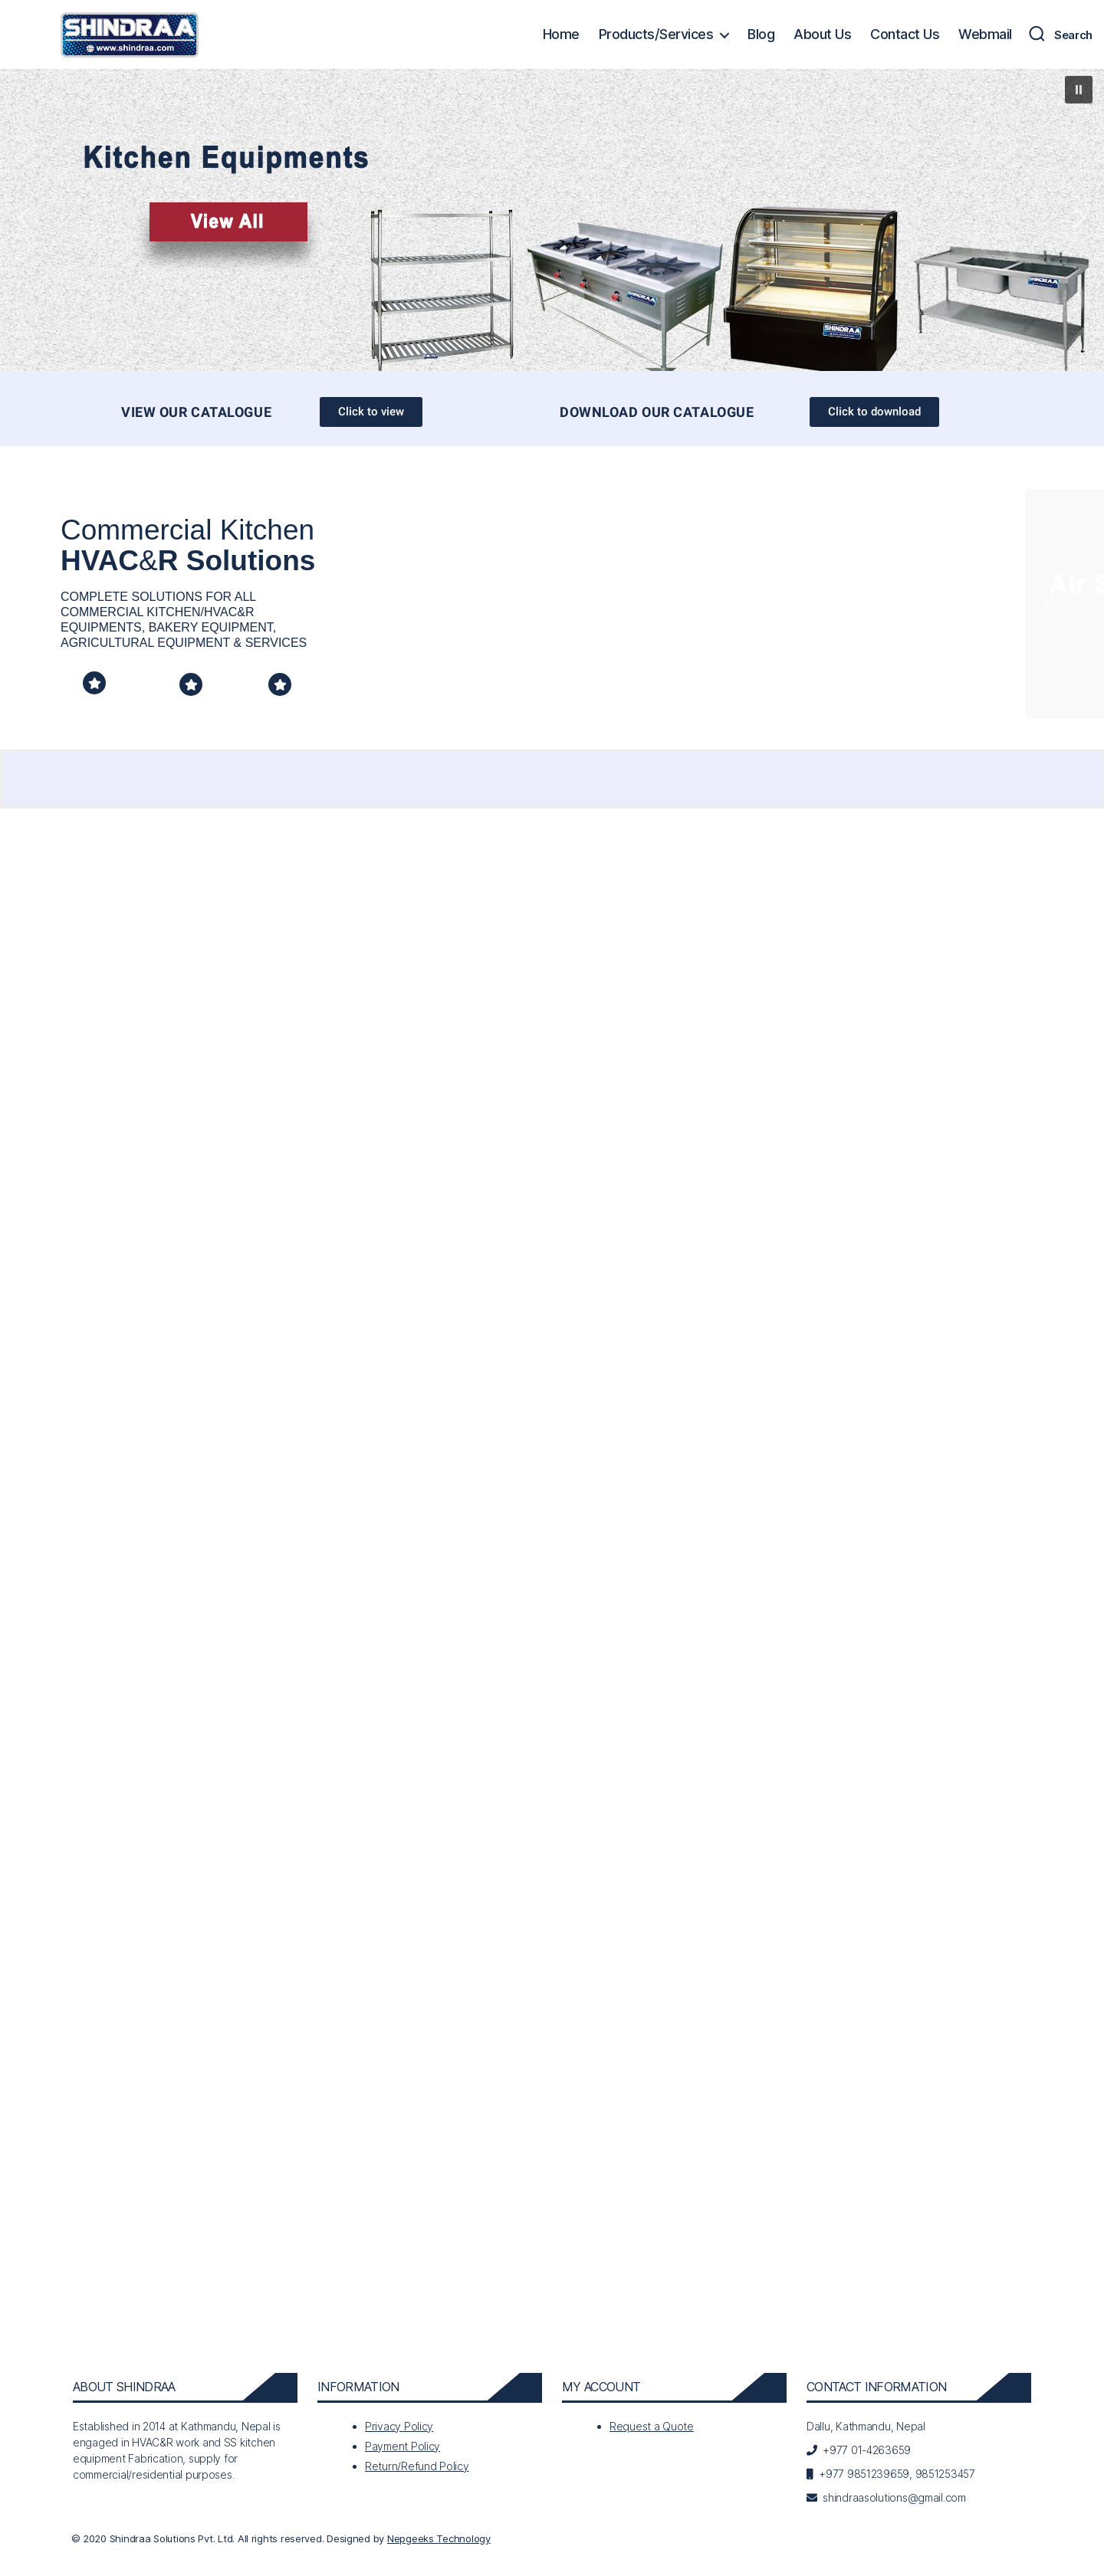 SHINDRAA
www.shindraa.com
Home Products/Services Blog About Us Contact Us Webmail Search
Kitchen Equipments
View All
SHINDRAA
SHINDRAA
SHINDRAA
VIEW OUR CATALOGUE Click to view DOWNLOAD OUR CATALOGUE Click to download
Commercial Kitchen
HVAC&R Solutions
Air S
COMPLETE SOLUTIONS FOR ALL
COMMERCIAL KITCHEN/HVAC&R
EQUIPMENTS, BAKERY EQUIPMENT,
AGRICULTURAL EQUIPMENT & SERVICES
ABOUT SHINDRAA
Established in 2014 at Kathmandu, Nepal is
engaged in HVAC&R work and SS kitchen
equipment Fabrication, supply for
commercial/residential purposes.
INFORMATION
Privacy Policy
Payment Policy
Return/Refund Policy
MY ACCOUNT
Request a Quote
CONTACT INFORMATION
Dallu, Kathmandu, Nepal
+977 01-4263659
+977 9851239659, 9851253457
shindraasolutions@gmail.com
© 2020 Shindraa Solutions Pvt. Ltd. All rights reserved. Designed by Nepgeeks Technology